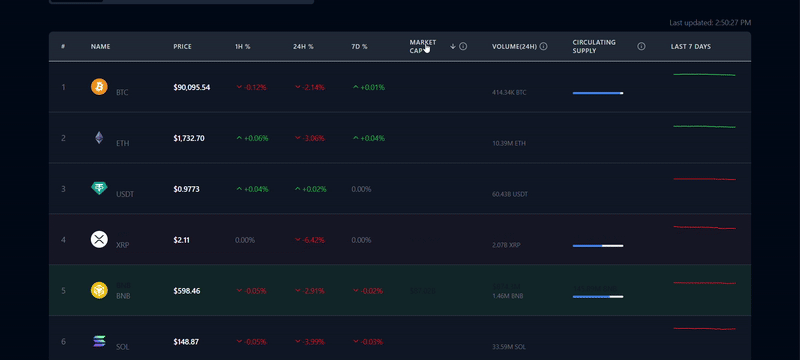 Last updated: 2:50:27 PM
# NAME PRICE 1H % 24H % 7D % MARKET CAP VOLUME(24H) CIRCULATING SUPPLY LAST 7 DAYS
1 BTC $90,095.54 -0.12% -2.14% +0.01% 414.34K BTC
2 ETH $1,732.70 +0.06% -3.06% +0.04% 10.39M ETH
3 USDT $0.9773 +0.04% +0.02% 0.00% 60.43B USDT
4 XRP $2.11 0.00% -6.42% 0.00% 2.07B XRP
5 BNB $598.46 -0.05% -2.91% -0.02% 1.46M BNB
6 SOL $148.87 -0.05% -3.99% -0.03% 33.59M SOL